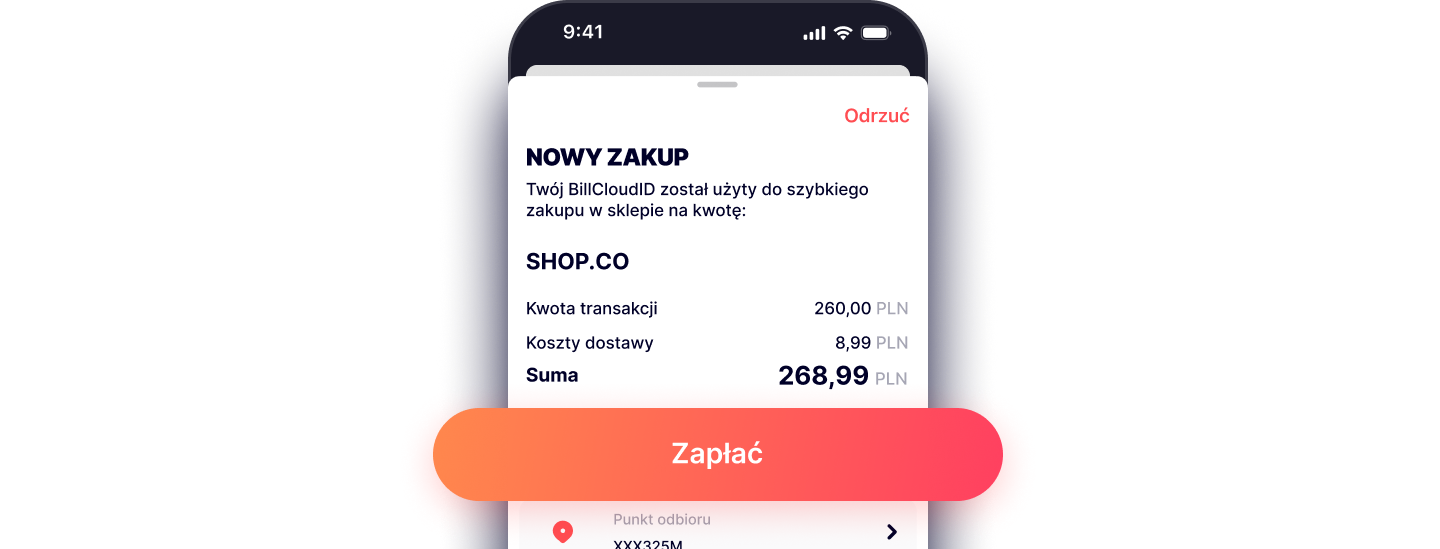 9:41
Odrzuć
NOWY ZAKUP
Twój BillCloudID został użyty do szybkiego
zakupu w sklepie na kwotę:
SHOP.CO
Kwota transakcji 260,00 PLN
Koszty dostawy 8,99 PLN
Suma 268,99 PLN
Zapłać
Punkt odbioru
XXX325M